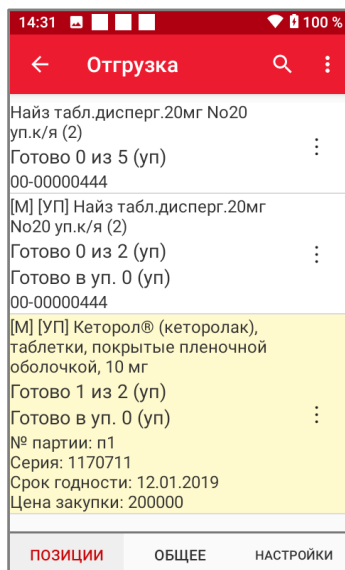 14:31 100 %
Отгрузка
Найз табл.дисперг.20мг No20
уп.к/я (2)
Готово 0 из 5 (уп)
00-00000444
[М] [УП] Найз табл.дисперг.20мг
No20 уп.к/я (2)
Готово 0 из 2 (уп)
Готово в уп. 0 (уп)
00-00000444
[М] [УП] Кеторол® (кеторолак),
таблетки, покрытые пленочной
оболочкой, 10 мг
Готово 1 из 2 (уп)
Готово в уп. 0 (уп)
№ партии: п1
Серия: 1170711
Срок годности: 12.01.2019
Цена закупки: 200000
ПОЗИЦИИ ОБЩЕЕ НАСТРОЙКИ